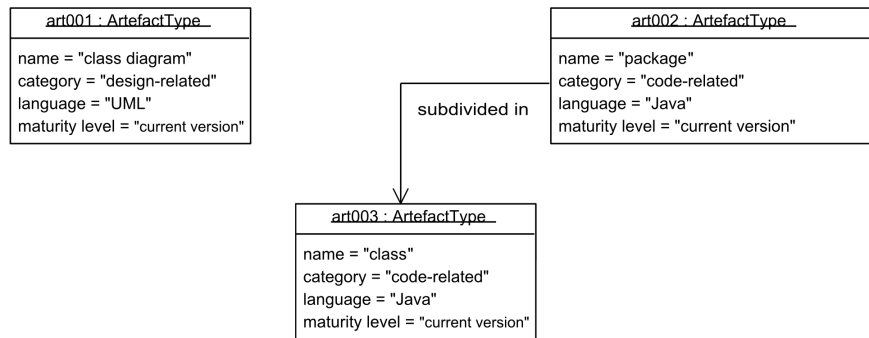 art001 : ArtefactType
name = "class diagram"
category = "design-related"
language = "UML"
maturity level = "current version"
art002 : ArtefactType
name = "package"
category = "code-related"
language = "Java"
maturity level = "current version"
subdivided in
art003 : ArtefactType
name = "class"
category = "code-related"
language = "Java"
maturity level = "current version"